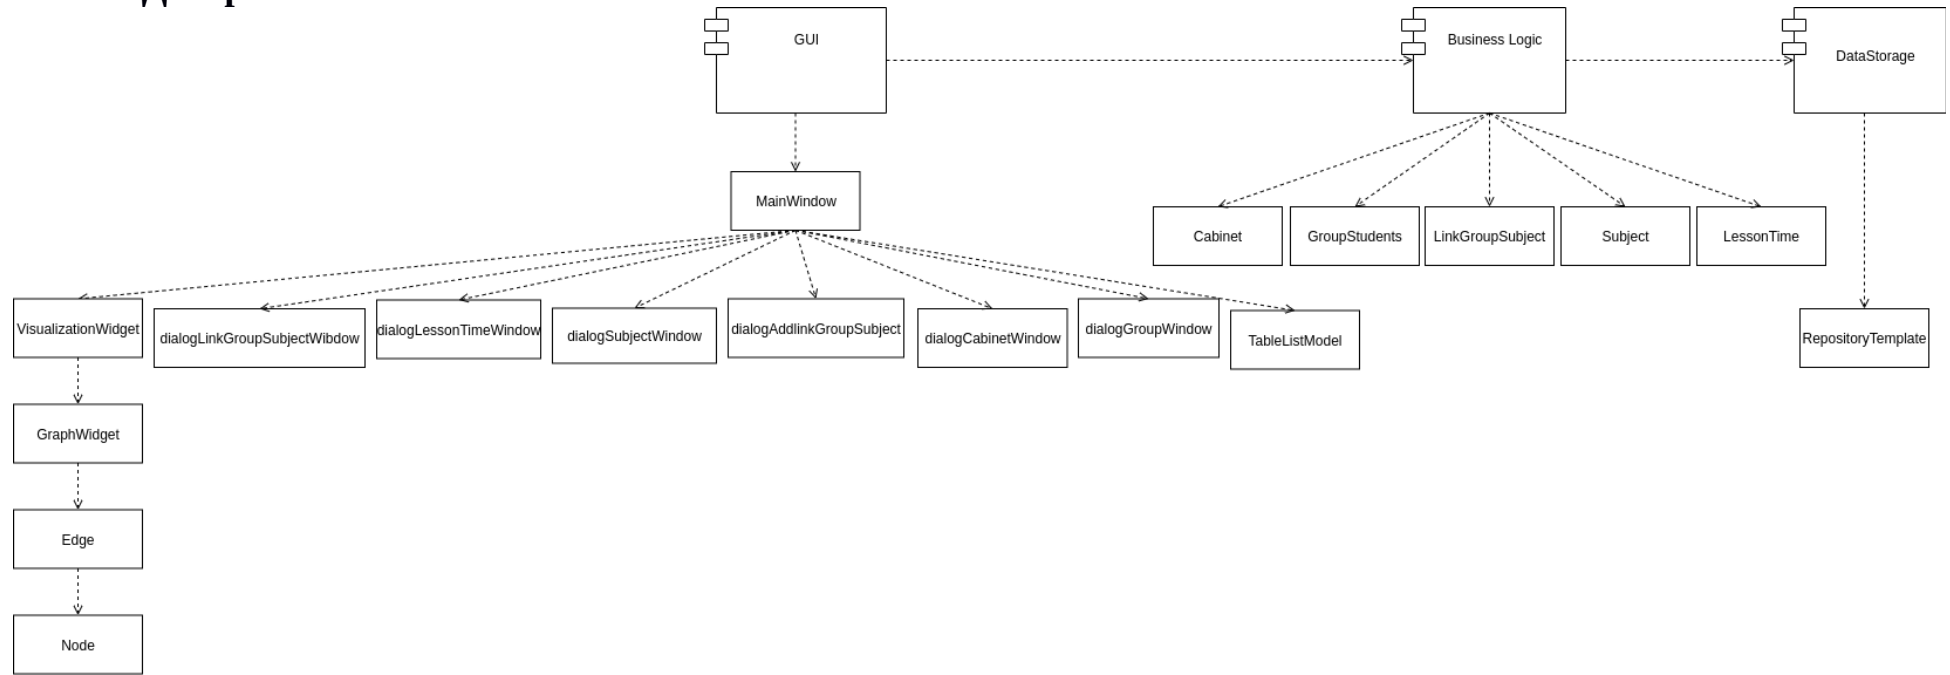 GUI
Business Logic
DataStorage
MainWindow
Cabinet
GroupStudents
LinkGroupSubject
Subject
LessonTime
VisualizationWidget
dialogLinkGroupSubjectWibdow
dialogLessonTimeWindow
dialogSubjectWindow
dialogAddlinkGroupSubject
dialogCabinetWindow
dialogGroupWindow
TableListModel
RepositoryTemplate
GraphWidget
Edge
Node